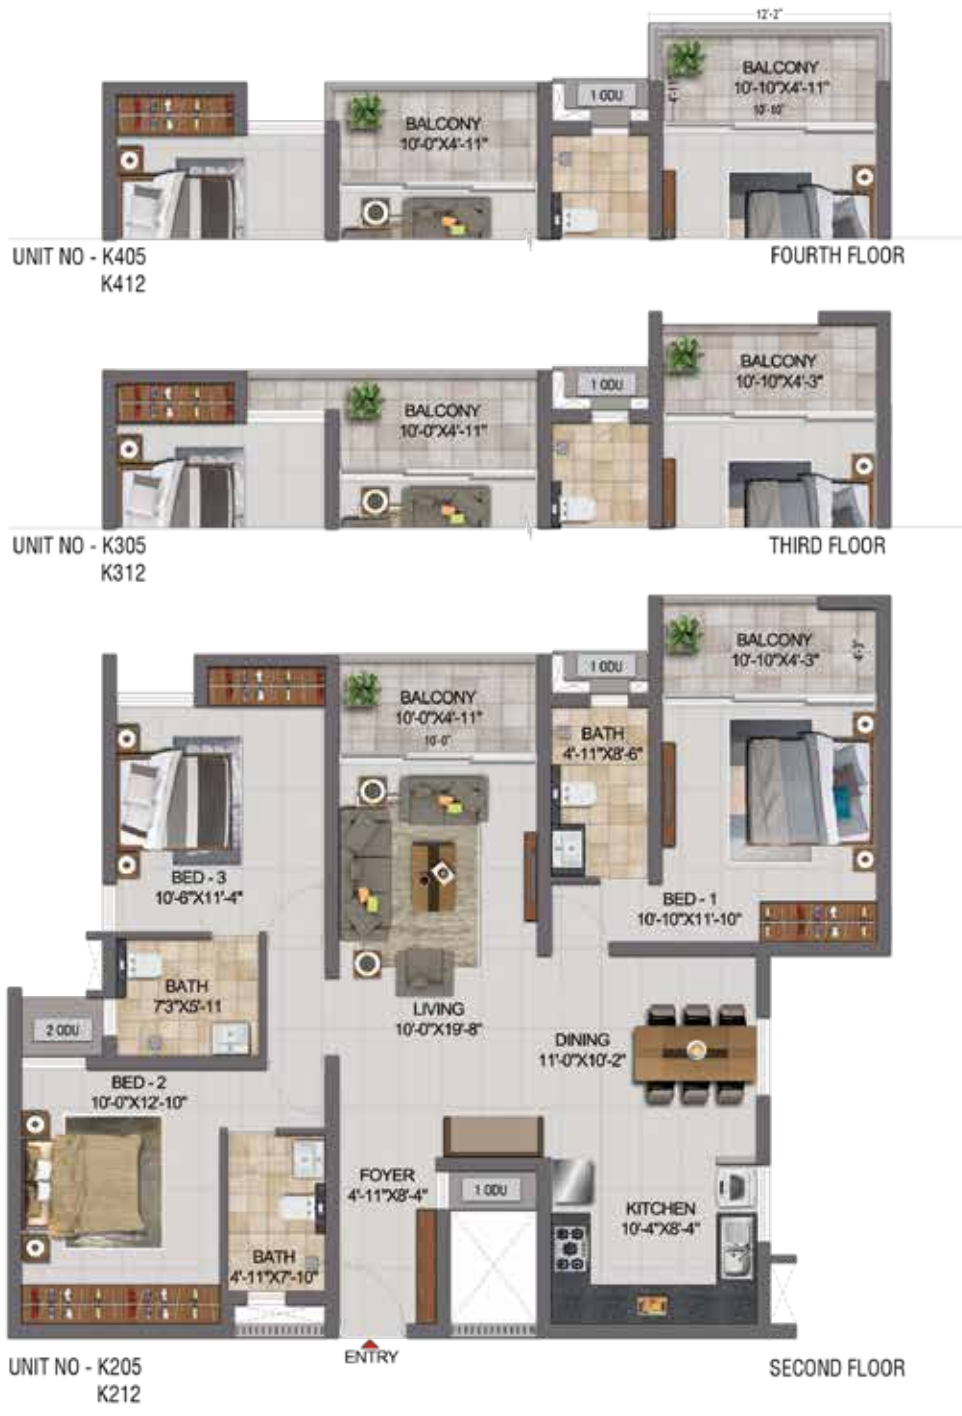 12'-2"
BALCONY
10'-10"X4'-11"
10'-10"
4'-11"
1 ODU
BALCONY
10'-0"X4'-11"
UNIT NO - K405
K412
FOURTH FLOOR
BALCONY
10'-10"X4'-3"
1 ODU
BALCONY
10'-0"X4'-11"
UNIT NO - K305
K312
THIRD FLOOR
BALCONY
10'-10"X4'-3"
4'-3"
1 ODU
BALCONY
10'-0"X4'-11"
10'-0"
BATH
4'-11"X8'-6"
BED - 3
10'-6"X11'-4"
BED - 1
10'-10"X11'-10"
BATH
7'3"X5'-11
2 ODU
LIVING
10'-0"X19'-8"
DINING
11'-0"X10'-2"
BED - 2
10'-0"X12'-10"
FOYER
4'-11"X8'-4"
1 ODU
KITCHEN
10'-4"X8'-4"
BATH
4'-11"X7'-10"
ENTRY
UNIT NO - K205
K212
SECOND FLOOR